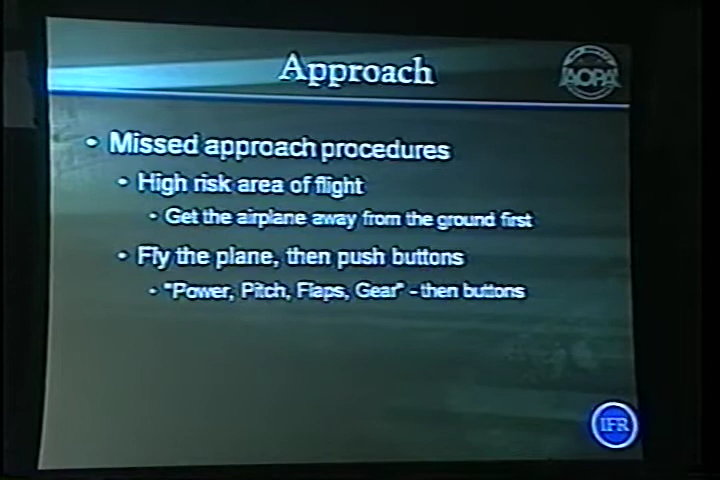 Approach
AOPA
• Missed approach procedures
• High risk area of flight
• Get the airplane away from the ground first
• Fly the plane, then push buttons
• "Power, Pitch, Flaps, Gear" - then buttons
IFR